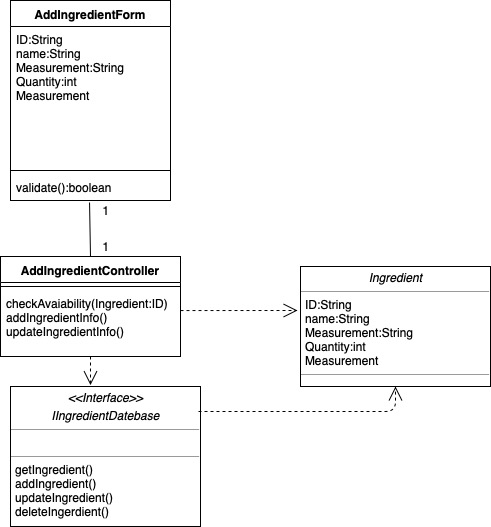 AddIngredientForm
ID:String
name:String
Measurement:String
Quantity:int
Measurement
validate():boolean
1
1
AddIngredientController
checkAvaiability(Ingredient:ID)
addIngredientInfo()
updateIngredientInfo()
Ingredient
ID:String
name:String
Measurement:String
Quantity:int
Measurement
<<Interface>>
IIngredientDatebase
getIngredient()
addIngredient()
updateIngredient()
deleteIngerdient()